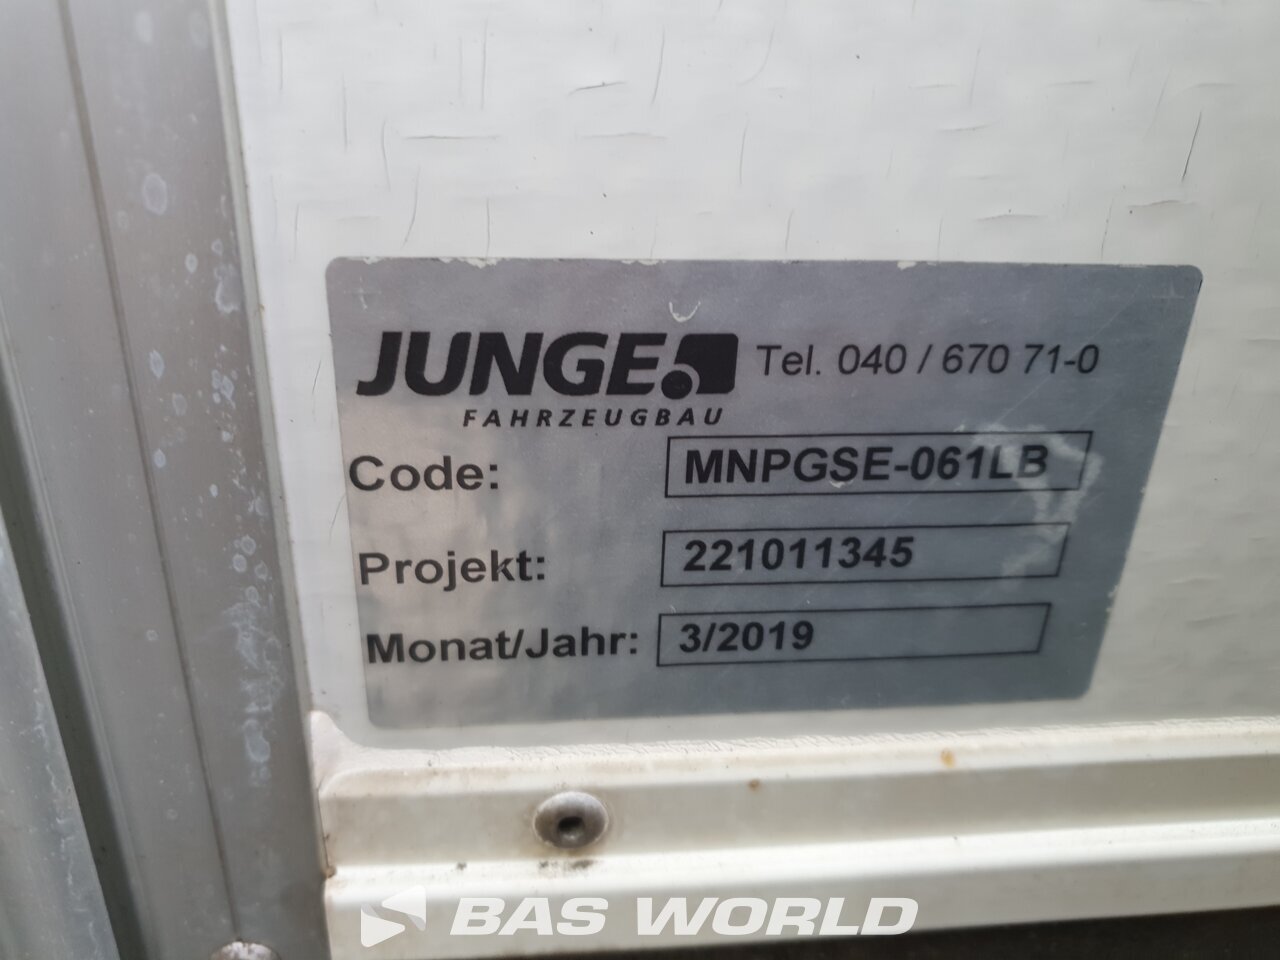 JUNGE Tel. 040 / 670 71-0
FAHRZEUGBAU
Code: MNPGSE-061LB
Projekt: 221011345
Monat/Jahr: 3/2019
BAS WORLD